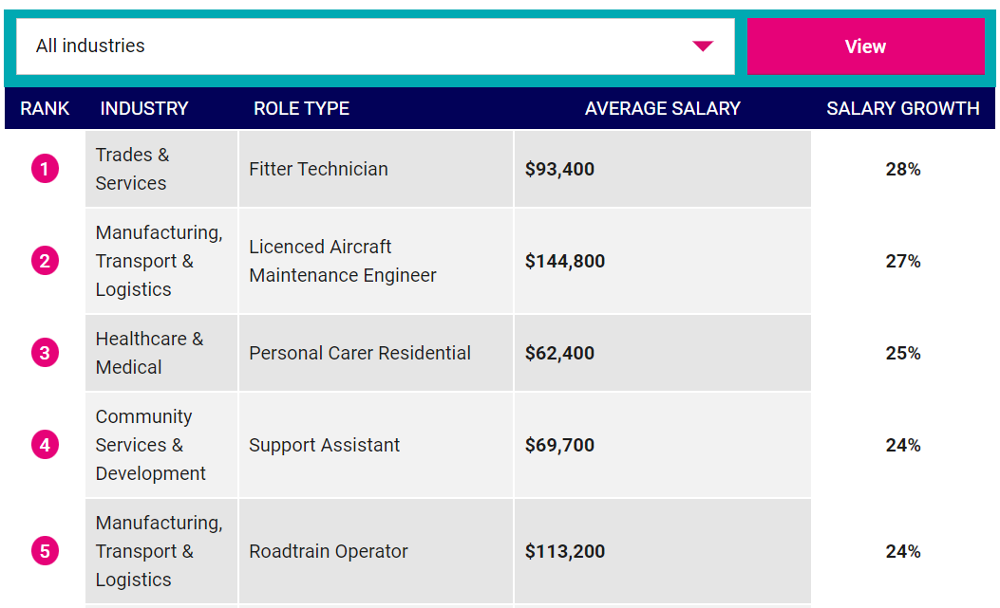 All industries
View
RANK INDUSTRY ROLE TYPE AVERAGE SALARY SALARY GROWTH
1
Trades &
Services
Fitter Technician
$93,400
28%
2
Manufacturing,
Transport &
Logistics
Licenced Aircraft
Maintenance Engineer
$144,800
27%
3
Healthcare &
Medical
Personal Carer Residential
$62,400
25%
4
Community
Services &
Development
Support Assistant
$69,700
24%
5
Manufacturing,
Transport &
Logistics
Roadtrain Operator
$113,200
24%